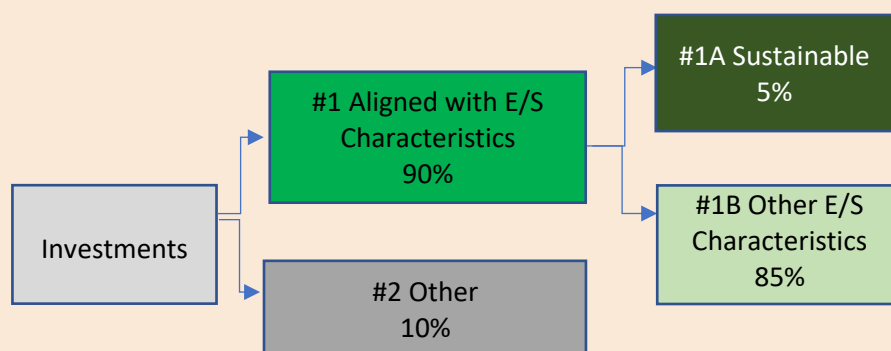 Investments
#1 Aligned with E/S
Characteristics
90%
#2 Other
10%
#1A Sustainable
5%
#1B Other E/S
Characteristics
85%